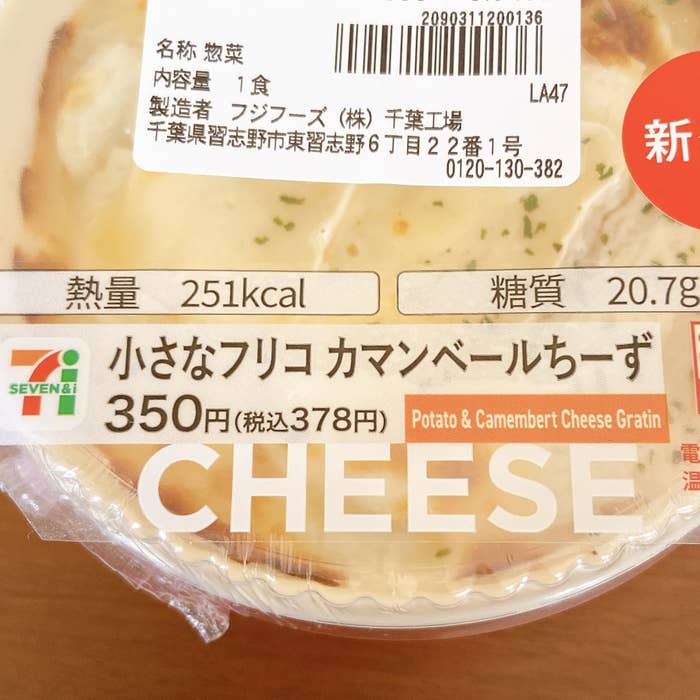 2090311200136
名称 惣菜
内容量 1食
LA47
製造者 フジフーズ(株)千葉工場
千葉県習志野市東習志野6丁目22番1号
0120-130-382
新
熱量 251kcal
糖質 20.7g
SEVEN&i
小さなフリコ カマンベールちーず
350円(税込378円)
Potato & Camembert Cheese Gratin
CHEESE
電
温